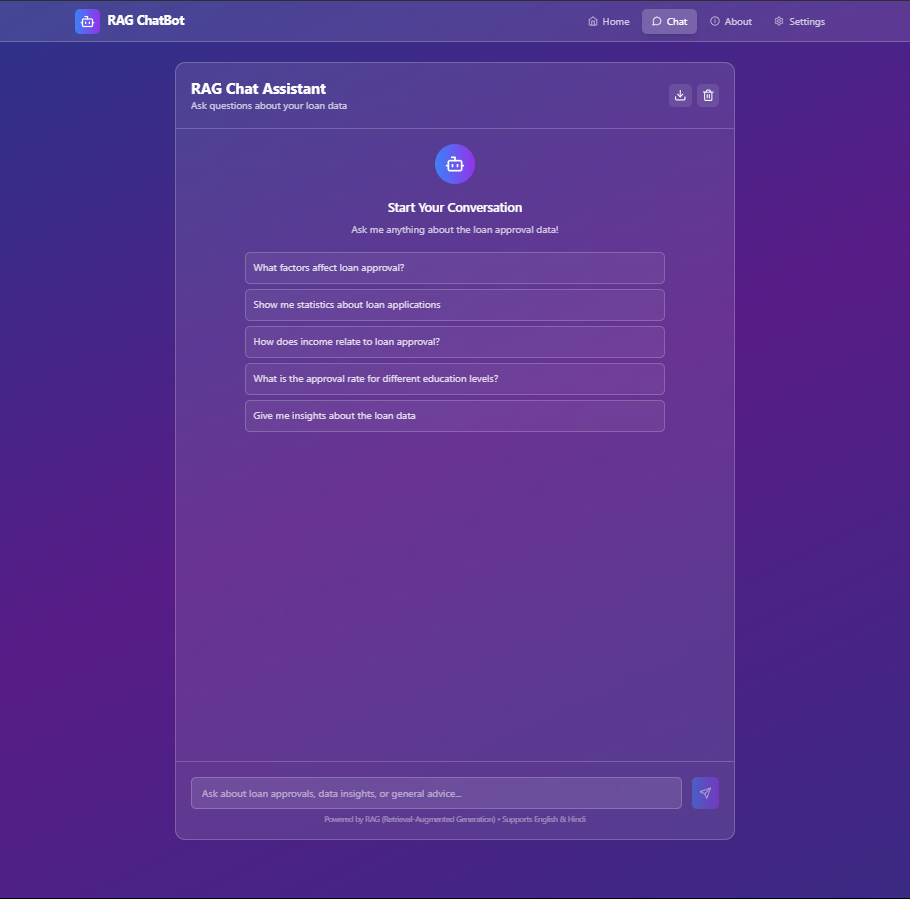 RAG ChatBot
Home
Chat
About
Settings
RAG Chat Assistant
Ask questions about your loan data
Start Your Conversation
Ask me anything about the loan approval data!
What factors affect loan approval?
Show me statistics about loan applications
How does income relate to loan approval?
What is the approval rate for different education levels?
Give me insights about the loan data
Ask about loan approvals, data insights, or general advice...
Powered by RAG (Retrieval-Augmented Generation) • Supports English & Hindi